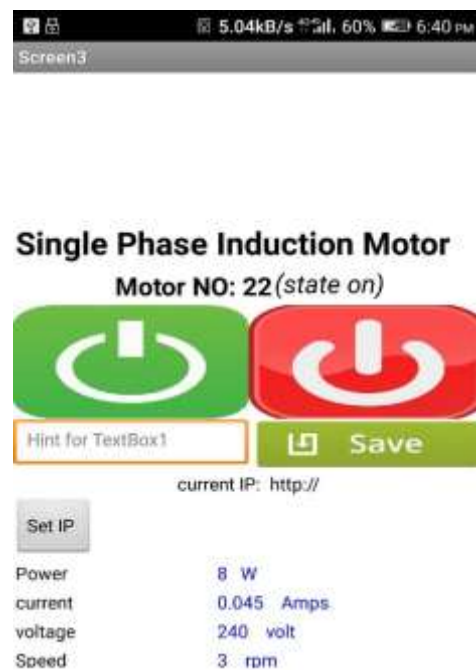 5.04kB/s 60% 6:40 PM
Screen3
Single Phase Induction Motor
Motor NO: 22 (state on)
Hint for TextBox1 Save
current IP: http://
Set IP
Power 8 W
current 0.045 Amps
voltage 240 volt
Speed 3 rpm